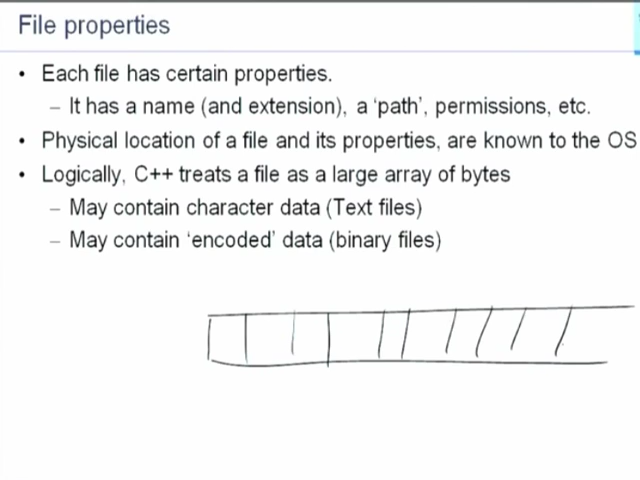 File properties
• Each file has certain properties.
– It has a name (and extension), a 'path', permissions, etc.
• Physical location of a file and its properties, are known to the OS
• Logically, C++ treats a file as a large array of bytes
– May contain character data (Text files)
– May contain 'encoded' data (binary files)